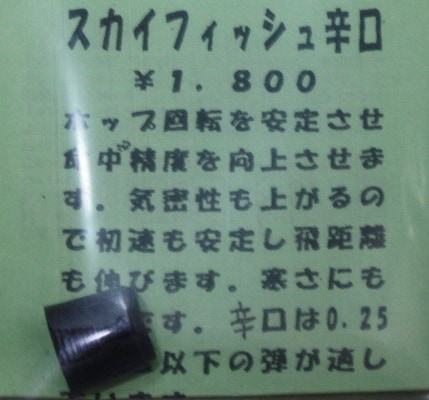 スカイフィッシュ辛口
¥1.800
ホップ回転を安定させ
命中精度を向上させま
す。気密性も上がるの
で初速も安定し飛距離
も伸びます。寒さにも
です。辛口は0.25
以下の弾が適し